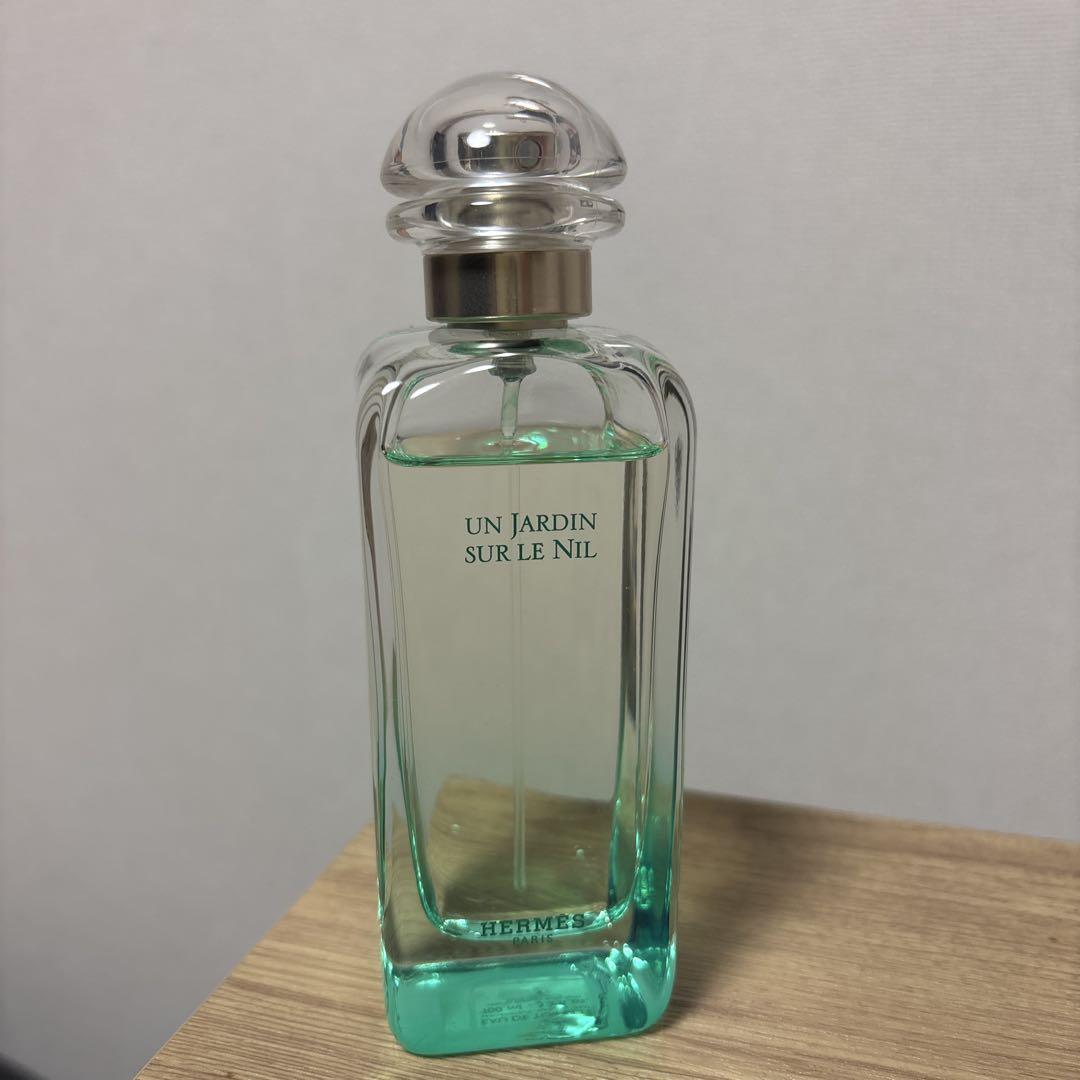 UN JARDIN
SUR LE NIL
HERMÈS
PARIS